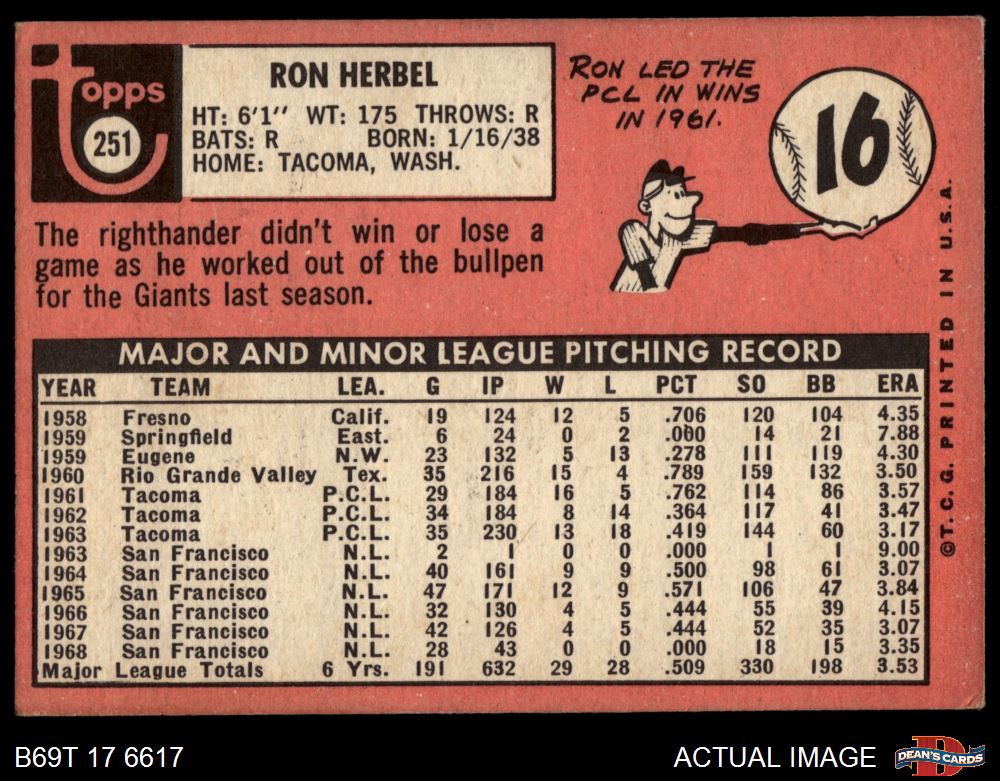 Topps
251
RON HERBEL
HT: 6'1" WT: 175 THROWS: R
BATS: R BORN: 1/16/38
HOME: TACOMA, WASH.
RON LED THE
PCL IN WINS
IN 1961.
16
The righthander didn't win or lose a
game as he worked out of the bullpen
for the Giants last season.
MAJOR AND MINOR LEAGUE PITCHING RECORD
YEAR TEAM LEA. G IP W L PCT SO BB ERA
1958 Fresno Calif. 19 124 12 5 .706 120 104 4.35
1959 Springfield East. 6 24 0 2 .000 14 21 7.88
1959 Eugene N.W. 23 132 5 13 .278 111 119 4.30
1960 Rio Grande Valley Tex. 35 216 15 4 .789 159 132 3.50
1961 Tacoma P.C.L. 29 184 16 5 .762 114 86 3.57
1962 Tacoma P.C.L. 34 184 8 14 .364 117 41 3.47
1963 Tacoma P.C.L. 35 230 13 18 .419 144 60 3.17
1963 San Francisco N.L. 2 1 0 0 .000 1 1 9.00
1964 San Francisco N.L. 40 161 9 9 .500 98 61 3.07
1965 San Francisco N.L. 47 171 12 9 .571 106 47 3.84
1966 San Francisco N.L. 32 130 4 5 .444 55 39 4.15
1967 San Francisco N.L. 42 126 4 5 .444 52 35 3.07
1968 San Francisco N.L. 28 43 0 0 .000 18 15 3.35
Major League Totals 6 Yrs. 191 632 29 28 .509 330 198 3.53
©T.C.G. PRINTED IN U.S.A.
B69T 17 6617
ACTUAL IMAGE
D
DEAN'S CARDS